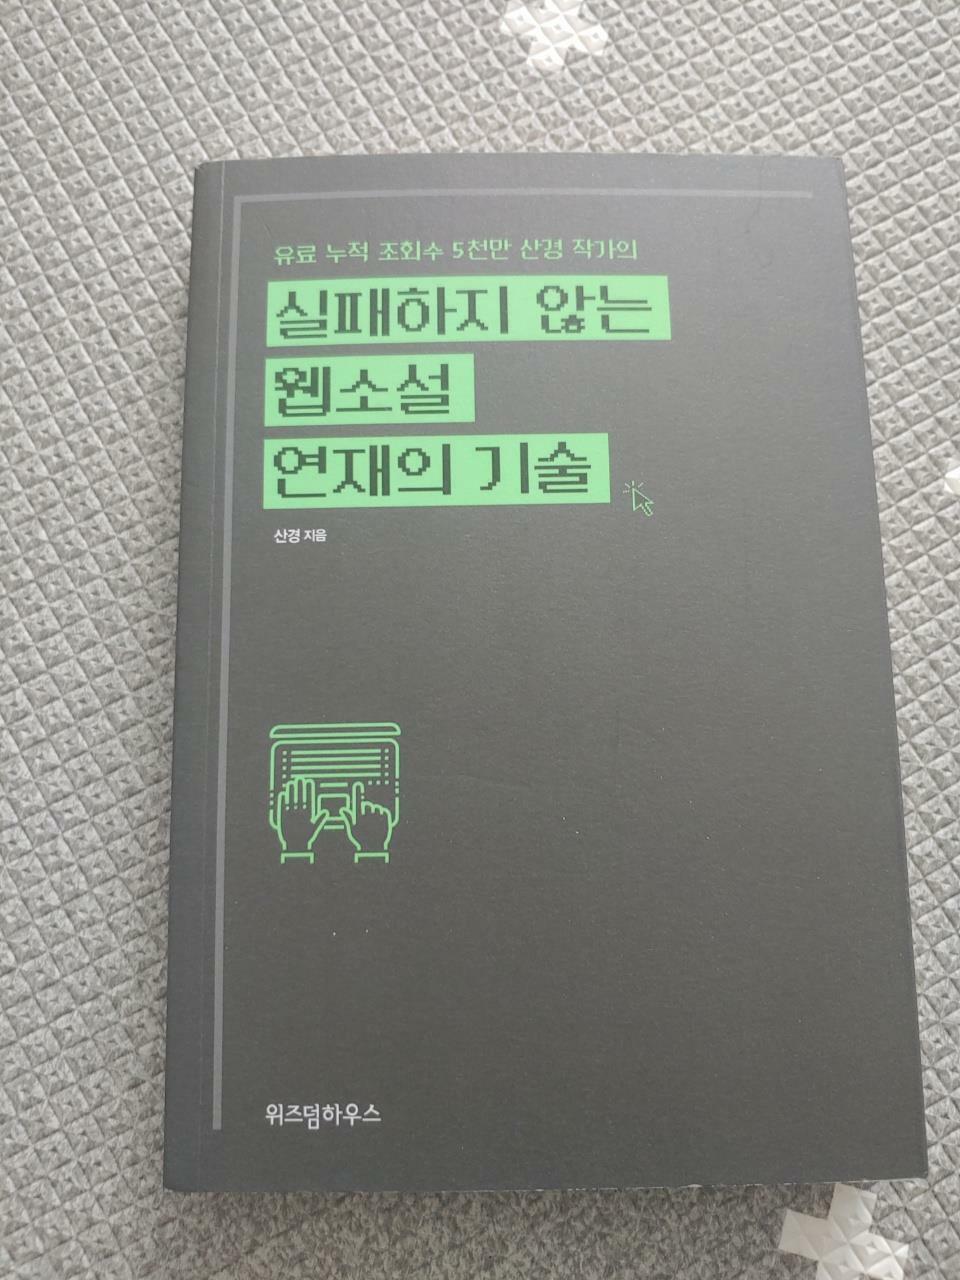 유료 누적 조회수 5천만 산경 작가의
실패하지 않는
웹소설
연재의 기술
산경 지음
위즈덤하우스